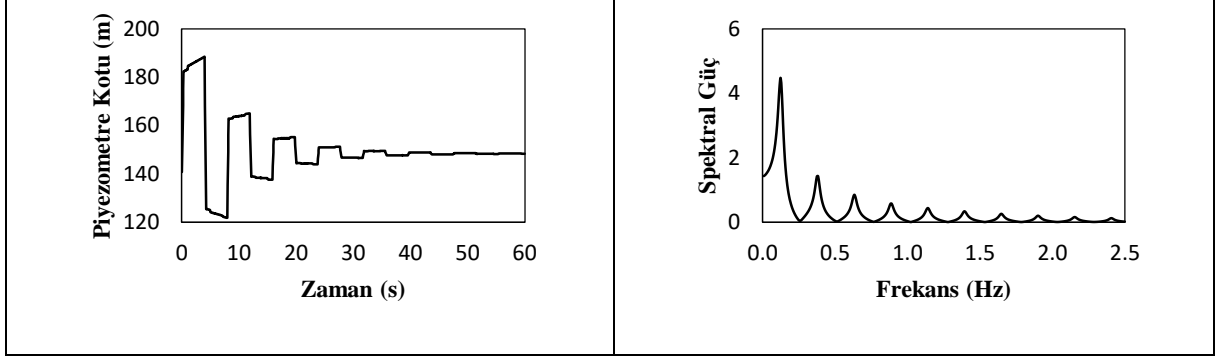 Piyezometre Kotu (m)
200
180
160
140
120
0 10 20 30 40 50 60
Zaman (s)
Spektral Güç
6
4
2
0
0.0 0.5 1.0 1.5 2.0 2.5
Frekans (Hz)